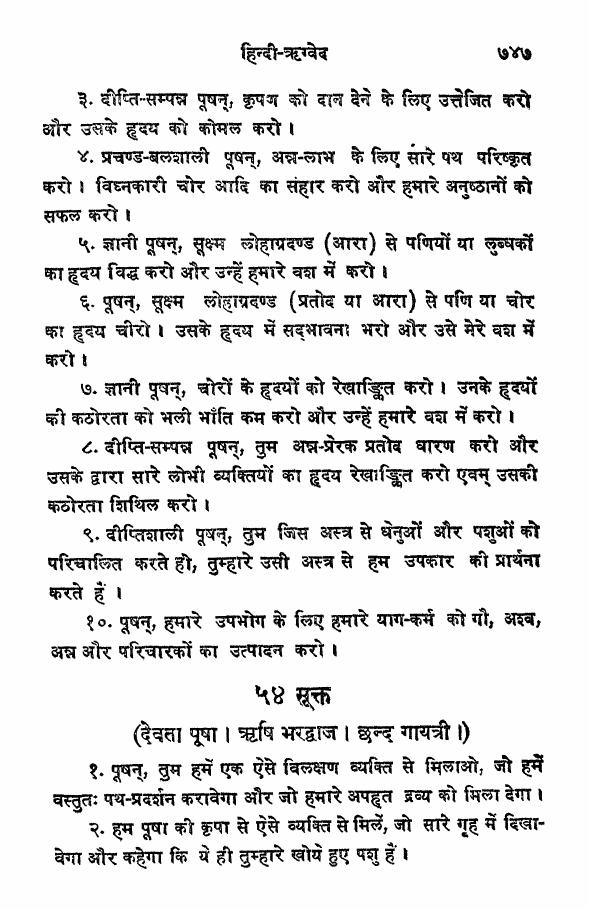 हिन्दी-ऋग्वेद ७४७
३. दीप्ति-सम्पन्न पूषन्, कृपण को दान देने के लिए उत्तेजित करो
और उसके हृदय को कोमल करो ।
४. प्रचण्ड-बलशाली पूषन्, अन्न-लाभ के लिए सारे पथ परिष्कृत
करो । विघ्नकारी चोर आदि का संहार करो और हमारे अनुष्ठानों को
सफल करो ।
५. ज्ञानी पूषन्, सूक्ष्म लोहाग्रदण्ड (आरा) से पणियों या लुब्धकों
का हृदय विद्ध करो और उन्हें हमारे वश में करो ।
६. पूषन्, सूक्ष्म लोहाग्रदण्ड (प्रतोद या आरा) से पणि या चोर
का हृदय चीरो । उसके हृदय में सद्भावना भरो और उसे मेरे वश में
करो ।
७. ज्ञानी पूषन्, चोरों के हृदयों को रेखाङ्कित करो । उनके हृदयों
की कठोरता को भली भाँति कम करो और उन्हें हमारे वश में करो ।
८. दीप्ति-सम्पन्न पूषन्, तुम अन्न-प्रेरक प्रतोद धारण करो और
उसके द्वारा सारे लोभी व्यक्तियों का हृदय रेखाङ्कित करो एवम् उसकी
कठोरता शिथिल करो ।
९. दीप्तिशाली पूषन्, तुम जिस अस्त्र से धेनुओं और पशुओं को
परिचालित करते हो, तुम्हारे उसी अस्त्र से हम उपकार की प्रार्थना
करते हैं ।
१०. पूषन्, हमारे उपभोग के लिए हमारे याग-कर्म को गौ, अश्व,
अन्न और परिचारकों का उत्पादन करो ।
५४ सूक्त
(देवता पूषा । ऋषि भरद्वाज । छन्द गायत्री ।)
१. पूषन्, तुम हमें एक ऐसे विलक्षण व्यक्ति से मिलाओ, जो हमें
वस्तुतः पथ-प्रदर्शन करावेगा और जो हमारे अपहृत द्रव्य को मिला देगा ।
२. हम पूषा की कृपा से ऐसे व्यक्ति से मिलें, जो सारे गृह में दिखा-
वेगा और कहेगा कि ये ही तुम्हारे खोये हुए पशु हैं ।